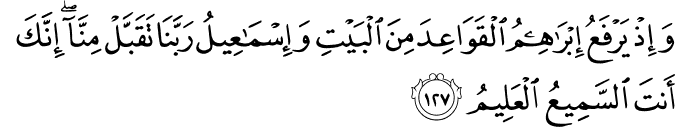 وَإِذْ يَرْفَعُ إِبْرَٰهِـۧمُ ٱلْقَوَاعِدَ مِنَ ٱلْبَيْتِ وَإِسْمَـٰعِيلُ رَبَّنَا تَقَبَّلْ مِنَّآ ۖ إِنَّكَ
أَنتَ ٱلسَّمِيعُ ٱلْعَلِيمُ ١٢٧